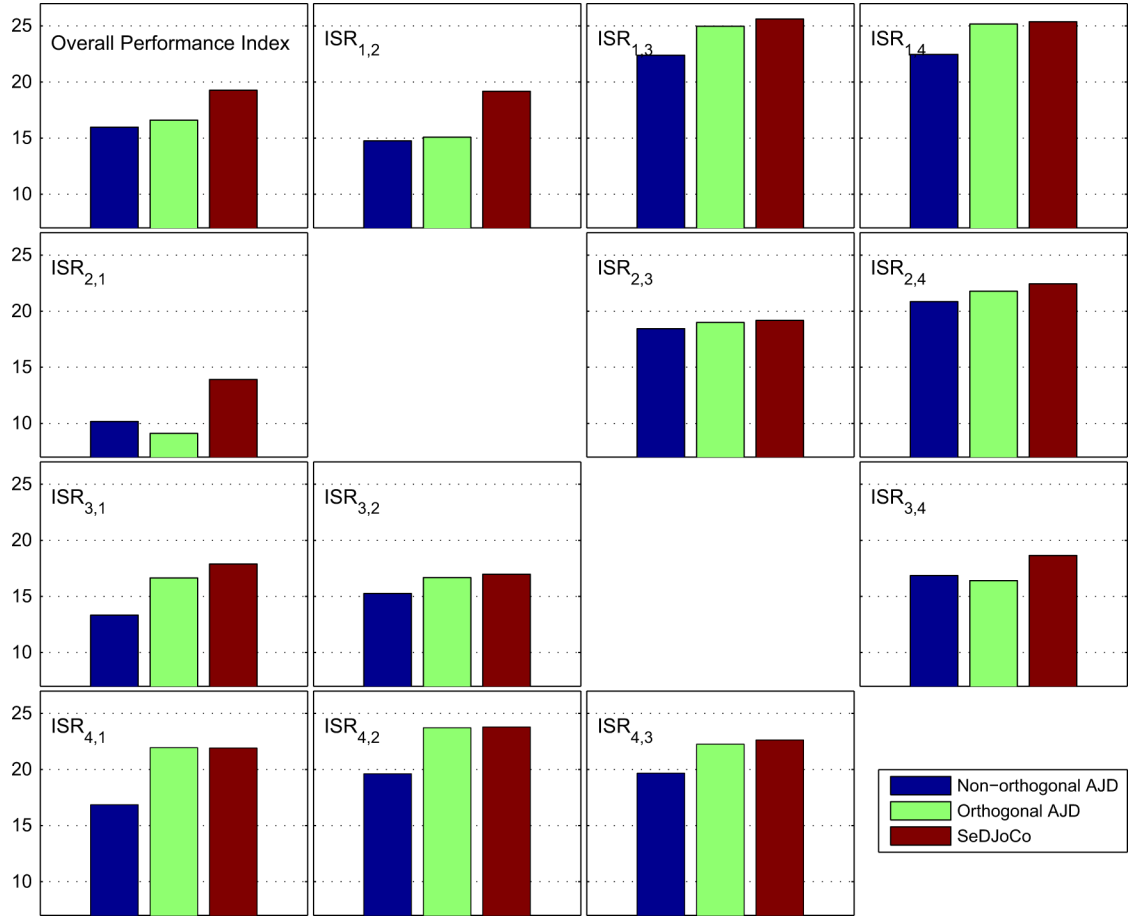 Overall Performance Index
ISR1,2
ISR1,3
ISR1,4
25
20
15
10
ISR2,1
ISR2,3
ISR2,4
25
20
15
10
ISR3,1
ISR3,2
ISR3,4
25
20
15
10
ISR4,1
ISR4,2
ISR4,3
25
20
15
10
Non−orthogonal AJD
Orthogonal AJD
SeDJoCo